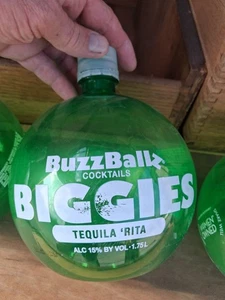 BuzzBallz
COCKTAILS
BIGGIES
TEQUILA 'RITA
ALC 15% BY VOL · 1.75L